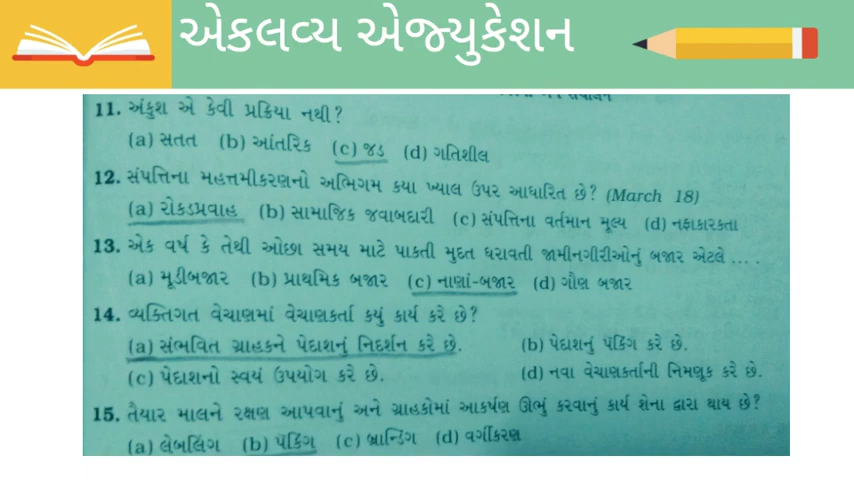 એકલવ્ય એજ્યુકેશન
11. અંકુશ એ કેવી પ્રક્રિયા નથી?
(a) સતત (b) આંતરિક (c) જડ (d) ગતિશીલ
12. સંપત્તિના મહત્તમીકરણનો અભિગમ કયા ખ્યાલ ઉપર આધારિત છે? (March 18)
(a) રોકડપ્રવાહ (b) સામાજિક જવાબદારી (c) સંપત્તિના વર્તમાન મૂલ્ય (d) નફાકારકતા
13. એક વર્ષ કે તેથી ઓછા સમય માટે પાકતી મુદત ધરાવતી જામીનગીરીઓનું બજાર એટલે ... .
(a) મૂડીબજાર (b) પ્રાથમિક બજાર (c) નાણાં-બજાર (d) ગૌણ બજાર
14. વ્યક્તિગત વેચાણમાં વેચાણકર્તા કયું કાર્ય કરે છે?
(a) સંભવિત ગ્રાહકને પેદાશનું નિદર્શન કરે છે. (b) પેદાશનું પૅકિંગ કરે છે.
(c) પેદાશનો સ્વયં ઉપયોગ કરે છે. (d) નવા વેચાણકર્તાની નિમણૂક કરે છે.
15. તૈયાર માલને રક્ષણ આપવાનું અને ગ્રાહકોમાં આકર્ષણ ઊભું કરવાનું કાર્ય શેના દ્વારા થાય છે?
(a) લેબલિંગ (b) પૅકિંગ (c) બ્રાન્ડિંગ (d) વર્ગીકરણ